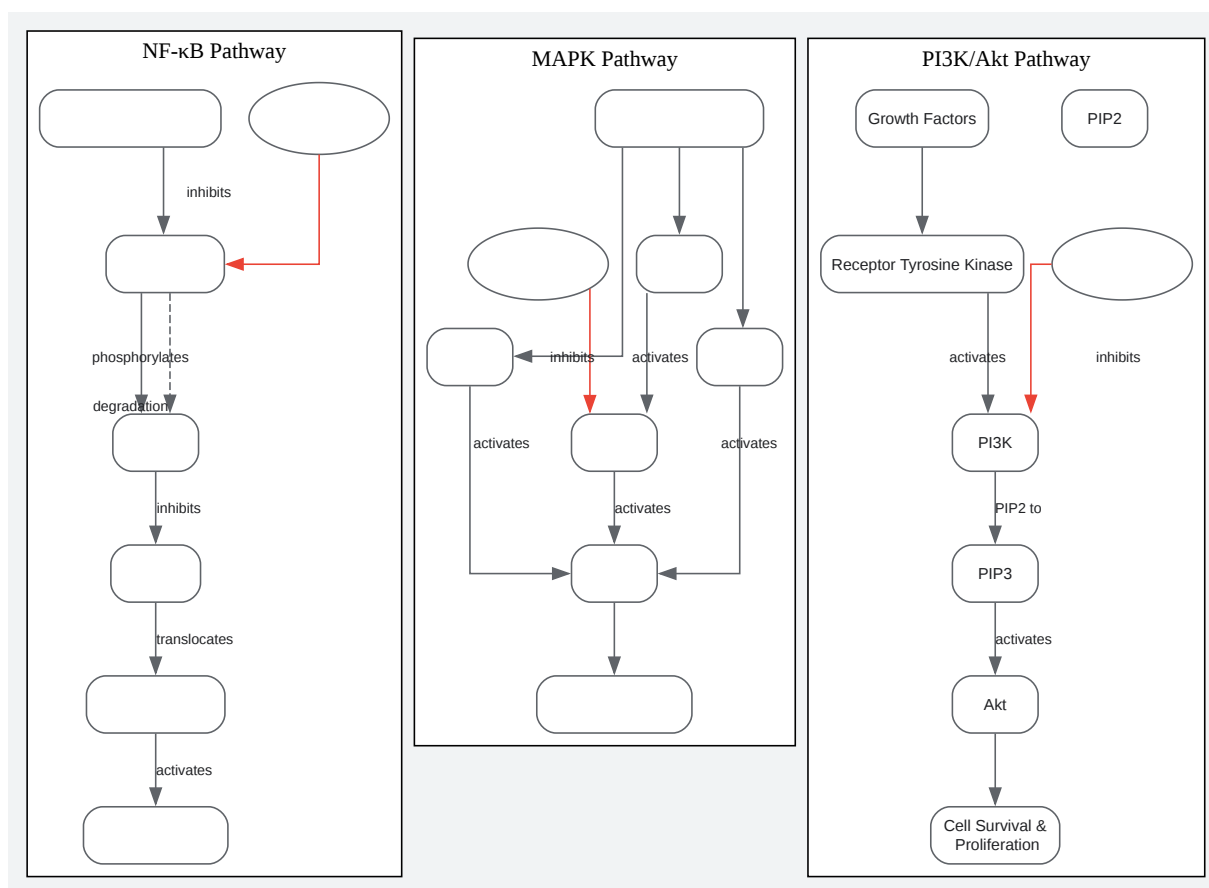 NF-κB Pathway
inhibits
phosphorylates
degradation
inhibits
translocates
activates
MAPK Pathway
inhibits
activates
activates
activates
activates
PI3K/Akt Pathway
Growth Factors
PIP2
Receptor Tyrosine Kinase
activates
inhibits
PI3K
PIP2 to
PIP3
activates
Akt
Cell Survival &
Proliferation